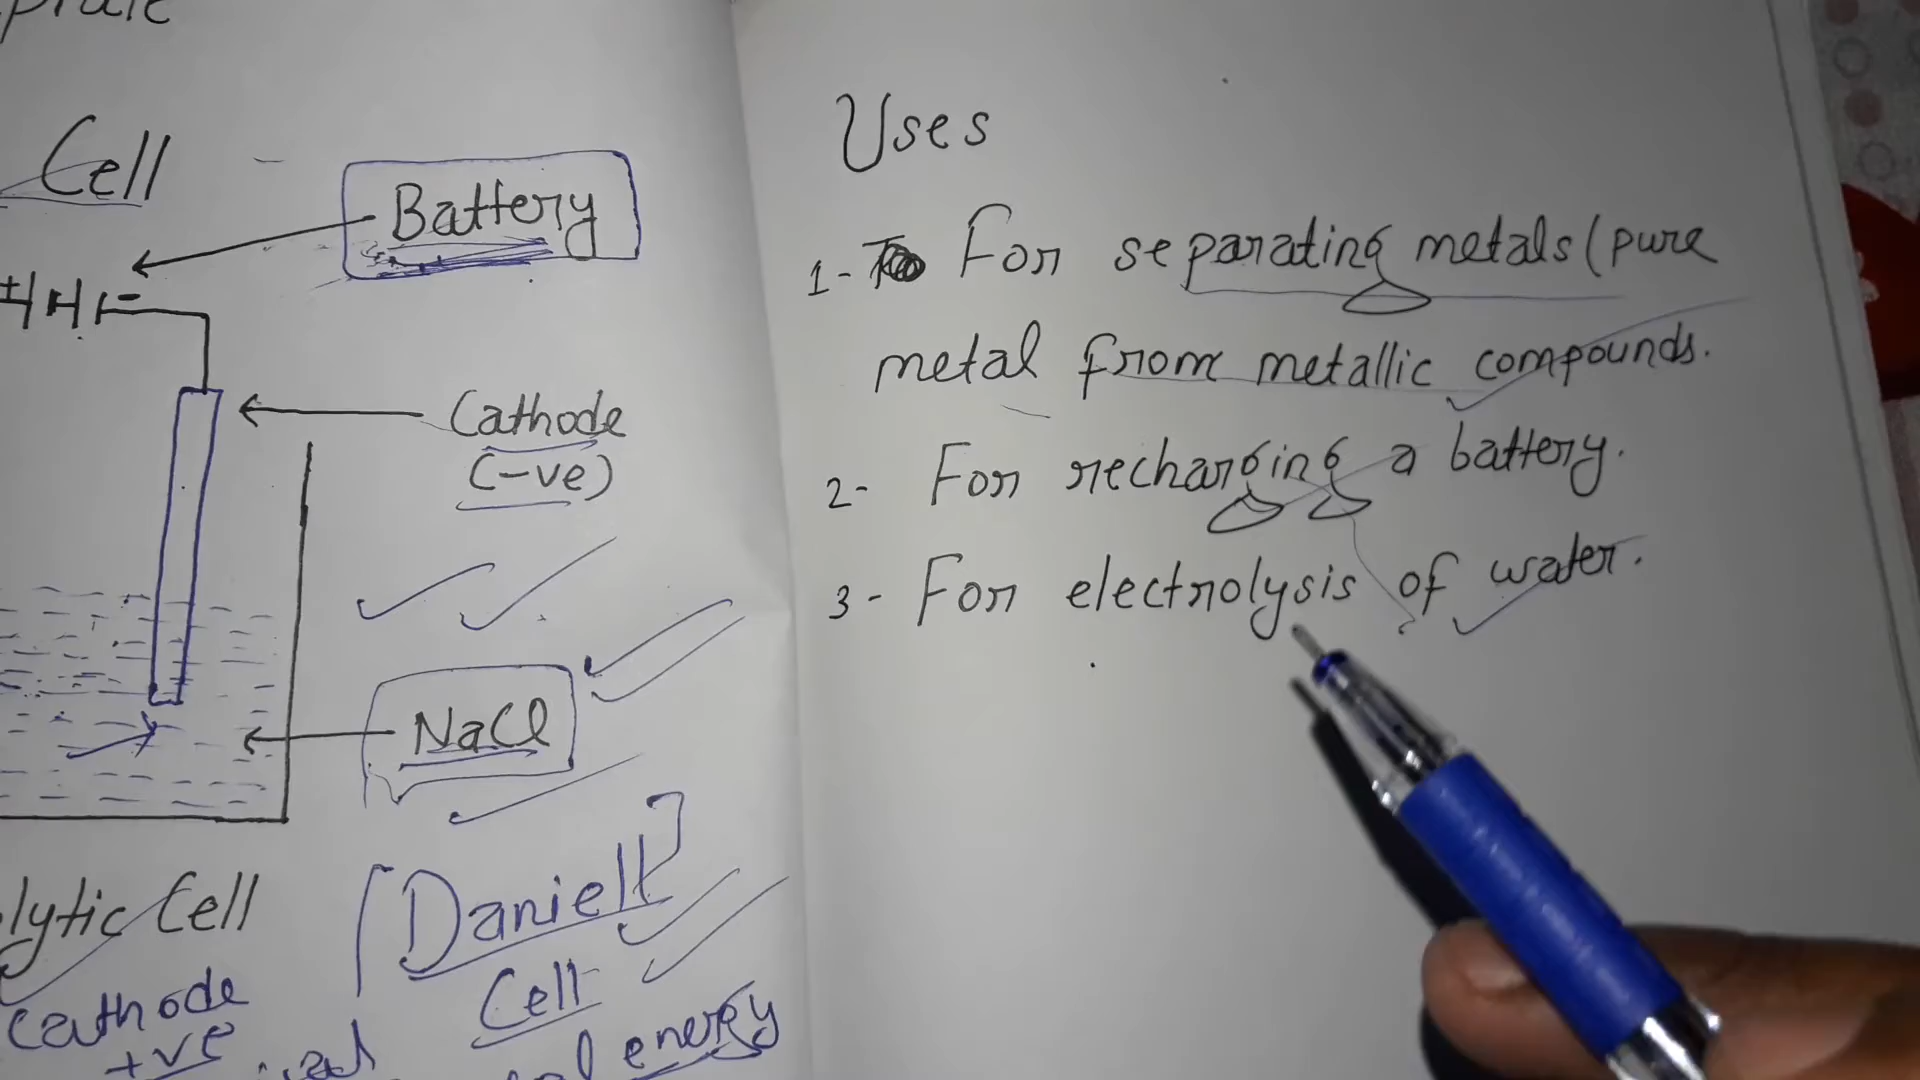 Cell
Battery
+ -
Cathode
(-ve)
NaCl
lytic Cell
[Daniell]
Cell
Cathode
+ve
energy
Uses
1- For separating metals (pure
metal from metallic compounds.
2- For recharging a battery.
3- For electrolysis of water.